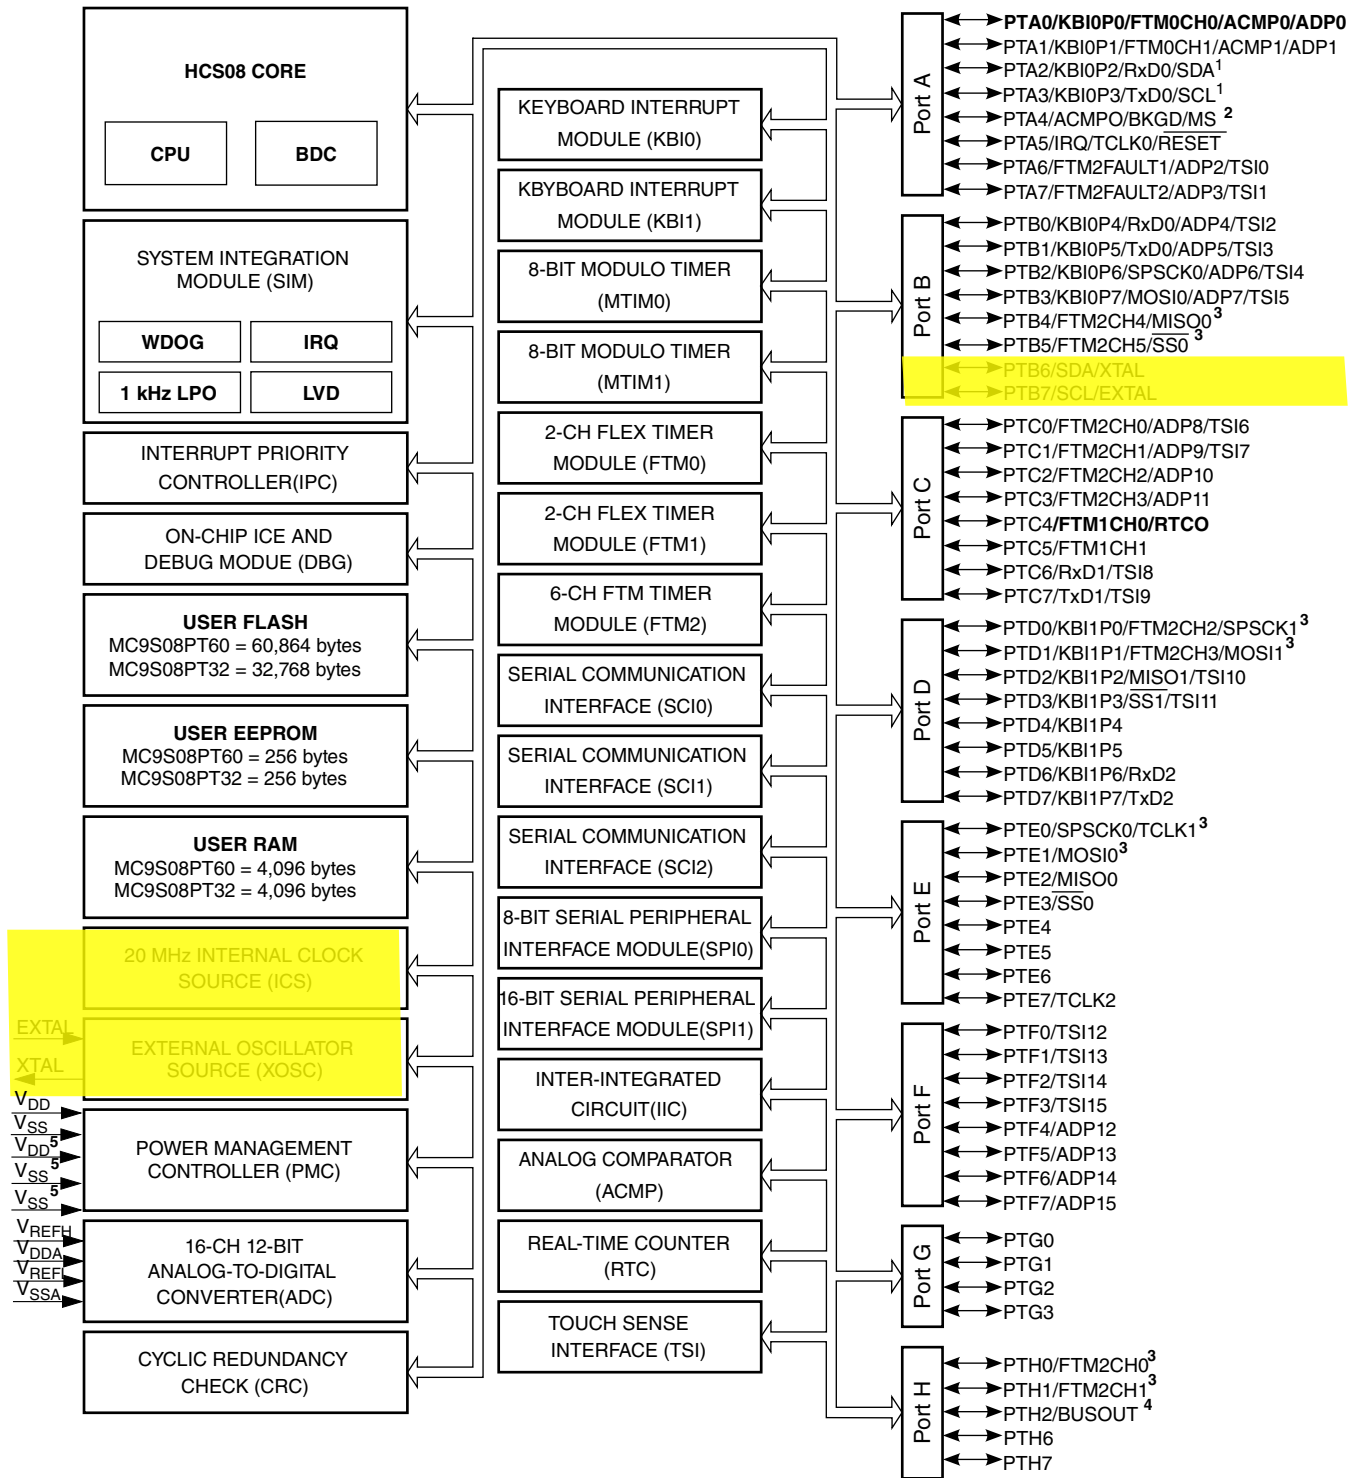 HCS08 CORE
CPU
BDC
SYSTEM INTEGRATION
MODULE (SIM)
WDOG
IRQ
1 kHz LPO
LVD
INTERRUPT PRIORITY
CONTROLLER(IPC)
ON-CHIP ICE AND
DEBUG MODUE (DBG)
USER FLASH
MC9S08PT60 = 60,864 bytes
MC9S08PT32 = 32,768 bytes
USER EEPROM
MC9S08PT60 = 256 bytes
MC9S08PT32 = 256 bytes
USER RAM
MC9S08PT60 = 4,096 bytes
MC9S08PT32 = 4,096 bytes
20 MHz INTERNAL CLOCK
SOURCE (ICS)
EXTAL
XTAL
EXTERNAL OSCILLATOR
SOURCE (XOSC)
VDD
VSS
VDD5
VSS5
VSS5
POWER MANAGEMENT
CONTROLLER (PMC)
VREFH
VDDA
VREFL
VSSA
16-CH 12-BIT
ANALOG-TO-DIGITAL
CONVERTER(ADC)
CYCLIC REDUNDANCY
CHECK (CRC)
KEYBOARD INTERRUPT
MODULE (KBI0)
KBYBOARD INTERRUPT
MODULE (KBI1)
8-BIT MODULO TIMER
(MTIM0)
8-BIT MODULO TIMER
(MTIM1)
2-CH FLEX TIMER
MODULE (FTM0)
2-CH FLEX TIMER
MODULE (FTM1)
6-CH FTM TIMER
MODULE (FTM2)
SERIAL COMMUNICATION
INTERFACE (SCI0)
SERIAL COMMUNICATION
INTERFACE (SCI1)
SERIAL COMMUNICATION
INTERFACE (SCI2)
8-BIT SERIAL PERIPHERAL
INTERFACE MODULE(SPI0)
16-BIT SERIAL PERIPHERAL
INTERFACE MODULE(SPI1)
INTER-INTEGRATED
CIRCUIT(IIC)
ANALOG COMPARATOR
(ACMP)
REAL-TIME COUNTER
(RTC)
TOUCH SENSE
INTERFACE (TSI)
Port A
PTA0/KBI0P0/FTM0CH0/ACMP0/ADP0
PTA1/KBI0P1/FTM0CH1/ACMP1/ADP1
PTA2/KBI0P2/RxD0/SDA1
PTA3/KBI0P3/TxD0/SCL1
PTA4/ACMPO/BKGD/MS 2
PTA5/IRQ/TCLK0/RESET
PTA6/FTM2FAULT1/ADP2/TSI0
PTA7/FTM2FAULT2/ADP3/TSI1
Port B
PTB0/KBI0P4/RxD0/ADP4/TSI2
PTB1/KBI0P5/TxD0/ADP5/TSI3
PTB2/KBI0P6/SPSCK0/ADP6/TSI4
PTB3/KBI0P7/MOSI0/ADP7/TSI5
PTB4/FTM2CH4/MISO0 3
PTB5/FTM2CH5/SS0 3
PTB6/SDA/XTAL
PTB7/SCL/EXTAL
Port C
PTC0/FTM2CH0/ADP8/TSI6
PTC1/FTM2CH1/ADP9/TSI7
PTC2/FTM2CH2/ADP10
PTC3/FTM2CH3/ADP11
PTC4/FTM1CH0/RTCO
PTC5/FTM1CH1
PTC6/RxD1/TSI8
PTC7/TxD1/TSI9
Port D
PTD0/KBI1P0/FTM2CH2/SPSCK1 3
PTD1/KBI1P1/FTM2CH3/MOSI1 3
PTD2/KBI1P2/MISO1/TSI10
PTD3/KBI1P3/SS1/TSI11
PTD4/KBI1P4
PTD5/KBI1P5
PTD6/KBI1P6/RxD2
PTD7/KBI1P7/TxD2
Port E
PTE0/SPSCK0/TCLK1 3
PTE1/MOSI0 3
PTE2/MISO0
PTE3/SS0
PTE4
PTE5
PTE6
PTE7/TCLK2
Port F
PTF0/TSI12
PTF1/TSI13
PTF2/TSI14
PTF3/TSI15
PTF4/ADP12
PTF5/ADP13
PTF6/ADP14
PTF7/ADP15
Port G
PTG0
PTG1
PTG2
PTG3
Port H
PTH0/FTM2CH0 3
PTH1/FTM2CH1 3
PTH2/BUSOUT 4
PTH6
PTH7